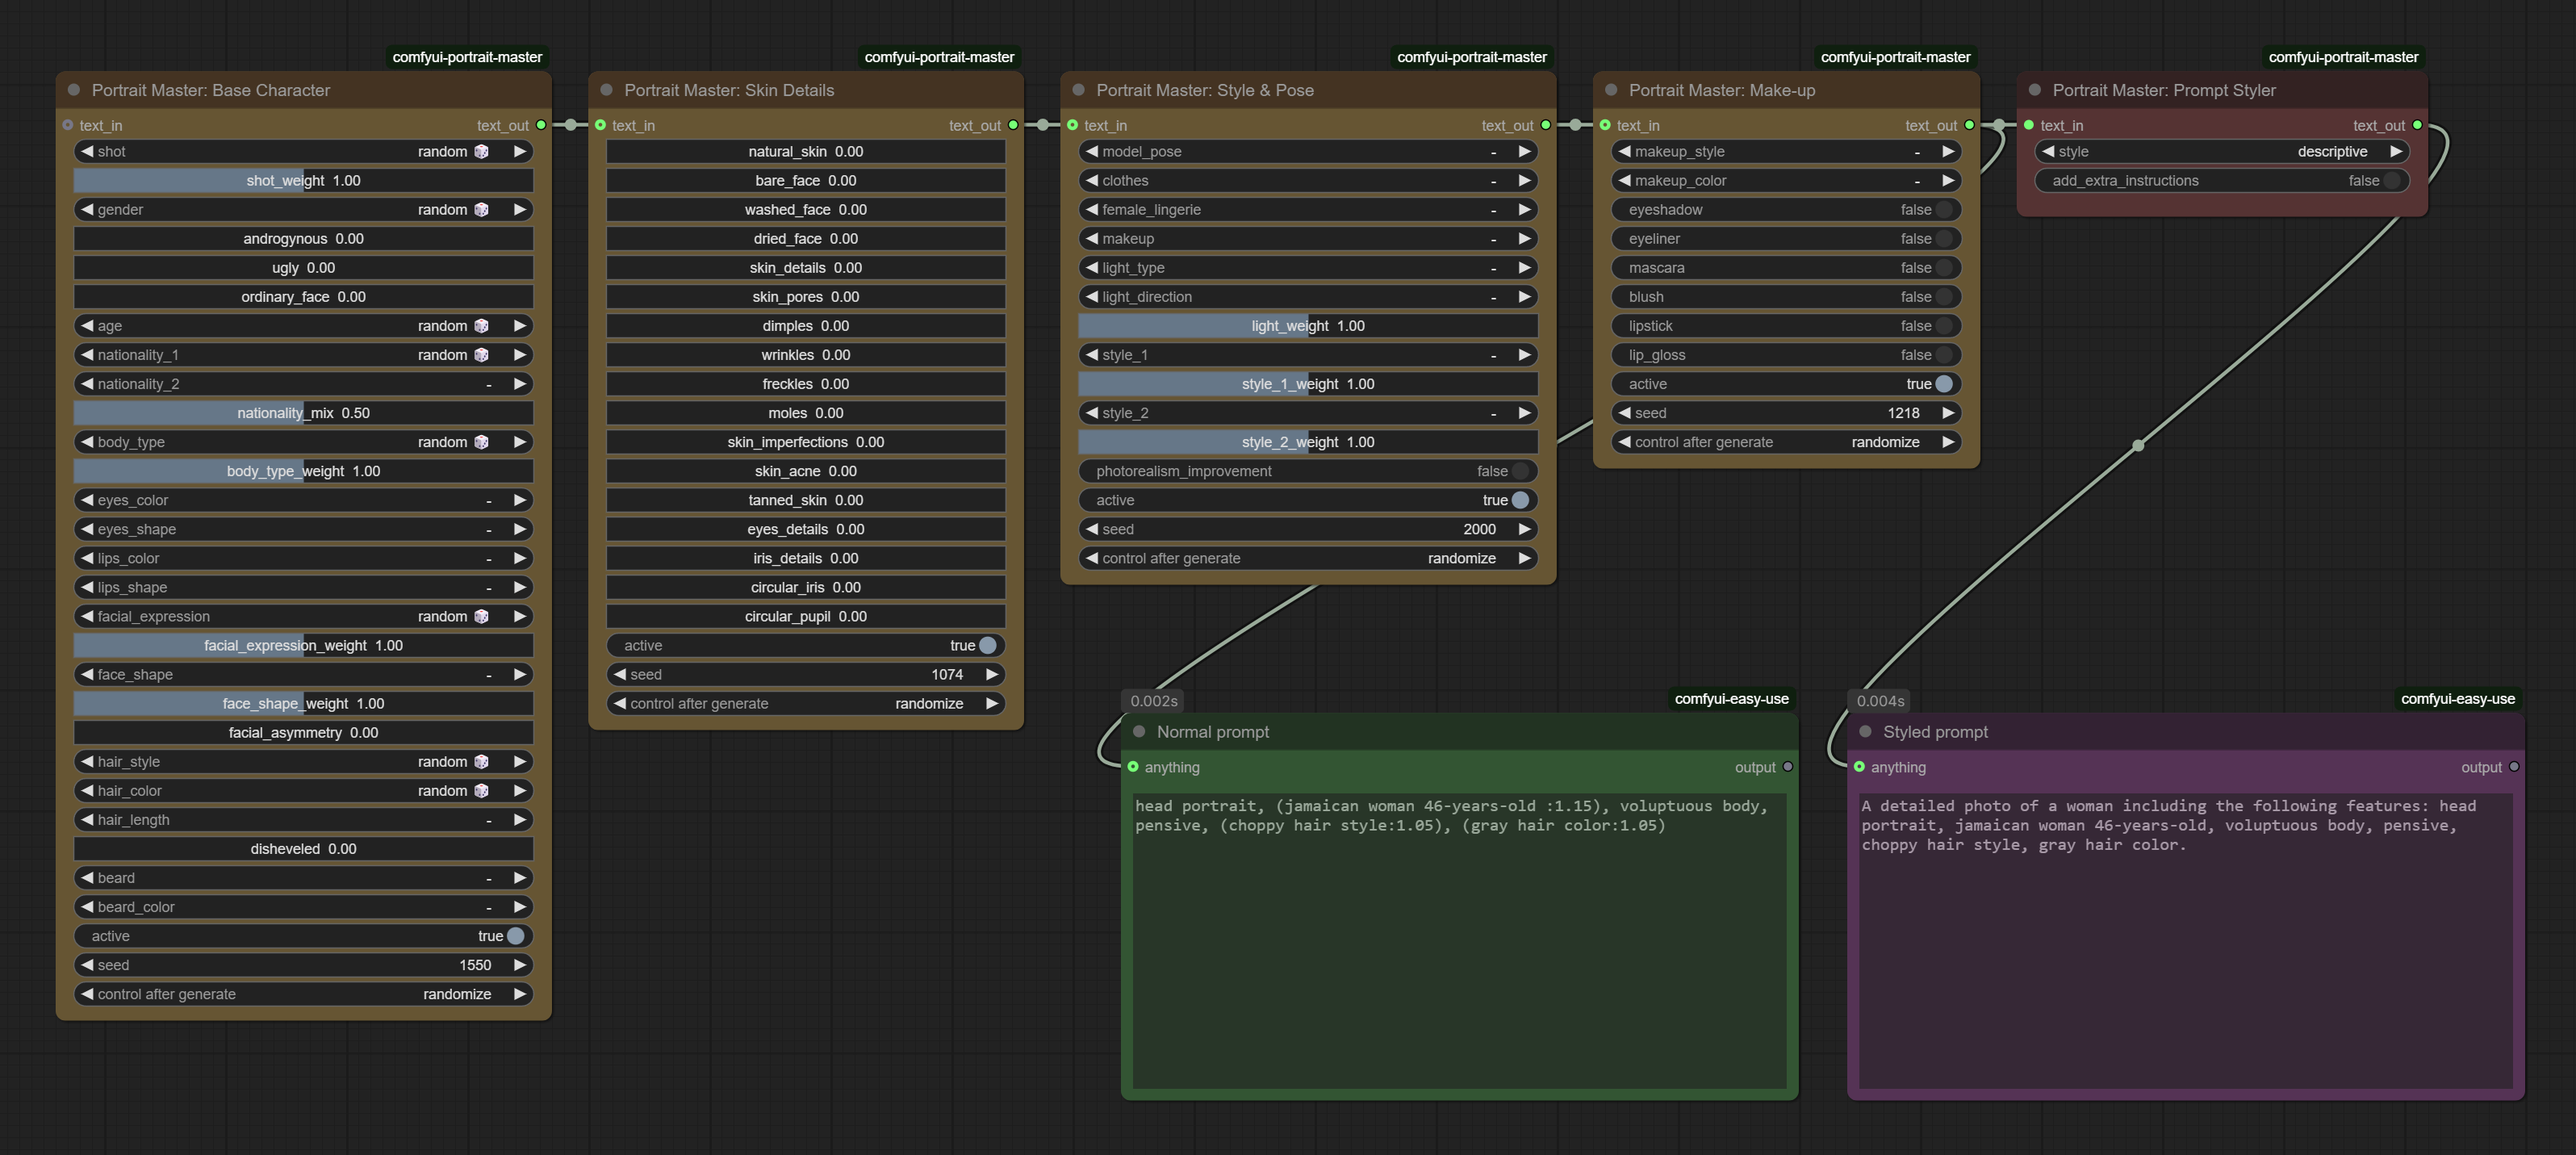 comfyui-portrait-master
Portrait Master: Base Character
text_in text_out
shot random
shot_weight 1.00
gender random
androgynous 0.00
ugly 0.00
ordinary_face 0.00
age random
nationality_1 random
nationality_2 -
nationality_mix 0.50
body_type random
body_type_weight 1.00
eyes_color -
eyes_shape -
lips_color -
lips_shape -
facial_expression random
facial_expression_weight 1.00
face_shape -
face_shape_weight 1.00
facial_asymmetry 0.00
hair_style random
hair_color random
hair_length -
disheveled 0.00
beard -
beard_color -
active true
seed 1550
control after generate randomize
comfyui-portrait-master
Portrait Master: Skin Details
text_in text_out
natural_skin 0.00
bare_face 0.00
washed_face 0.00
dried_face 0.00
skin_details 0.00
skin_pores 0.00
dimples 0.00
wrinkles 0.00
freckles 0.00
moles 0.00
skin_imperfections 0.00
skin_acne 0.00
tanned_skin 0.00
eyes_details 0.00
iris_details 0.00
circular_iris 0.00
circular_pupil 0.00
active true
seed 1074
control after generate randomize
comfyui-portrait-master
Portrait Master: Style & Pose
text_in text_out
model_pose -
clothes -
female_lingerie -
makeup -
light_type -
light_direction -
light_weight 1.00
style_1 -
style_1_weight 1.00
style_2 -
style_2_weight 1.00
photorealism_improvement false
active true
seed 2000
control after generate randomize
comfyui-portrait-master
Portrait Master: Make-up
text_in text_out
makeup_style -
makeup_color -
eyeshadow false
eyeliner false
mascara false
blush false
lipstick false
lip_gloss false
active true
seed 1218
control after generate randomize
comfyui-portrait-master
Portrait Master: Prompt Styler
text_in text_out
style descriptive
add_extra_instructions false
0.002s comfyui-easy-use
Normal prompt
anything output
head portrait, (jamaican woman 46-years-old :1.15), voluptuous body,
pensive, (choppy hair style:1.05), (gray hair color:1.05)
0.004s comfyui-easy-use
Styled prompt
anything output
A detailed photo of a woman including the following features: head
portrait, jamaican woman 46-years-old, voluptuous body, pensive,
choppy hair style, gray hair color.